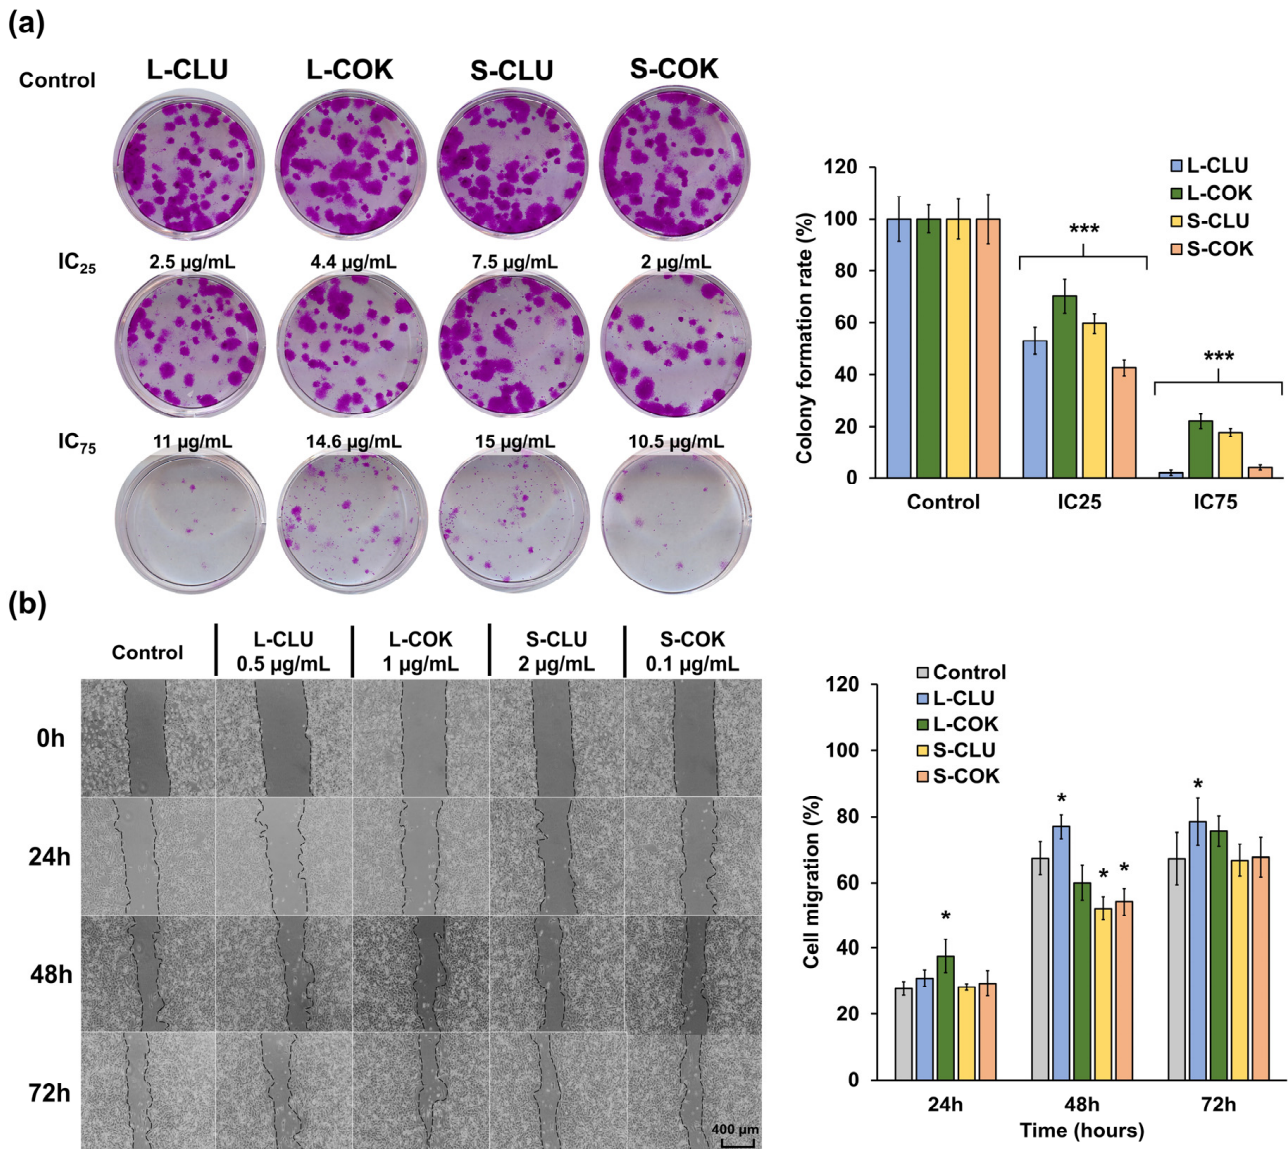 (a)
Control
L-CLU
L-COK
S-CLU
S-COK
IC25
2.5 µg/mL
4.4 µg/mL
7.5 µg/mL
2 µg/mL
IC75
11 µg/mL
14.6 µg/mL
15 µg/mL
10.5 µg/mL
120
100
80
60
40
20
0
Colony formation rate (%)
L-CLU
L-COK
S-CLU
S-COK
***
***
Control
IC25
IC75
(b)
Control
L-CLU
0.5 µg/mL
L-COK
1 µg/mL
S-CLU
2 µg/mL
S-COK
0.1 µg/mL
0h
24h
48h
72h
400 µm
120
100
80
60
40
20
0
Cell migration (%)
Control
L-CLU
L-COK
S-CLU
S-COK
*
*
*
*
*
24h
48h
72h
Time (hours)